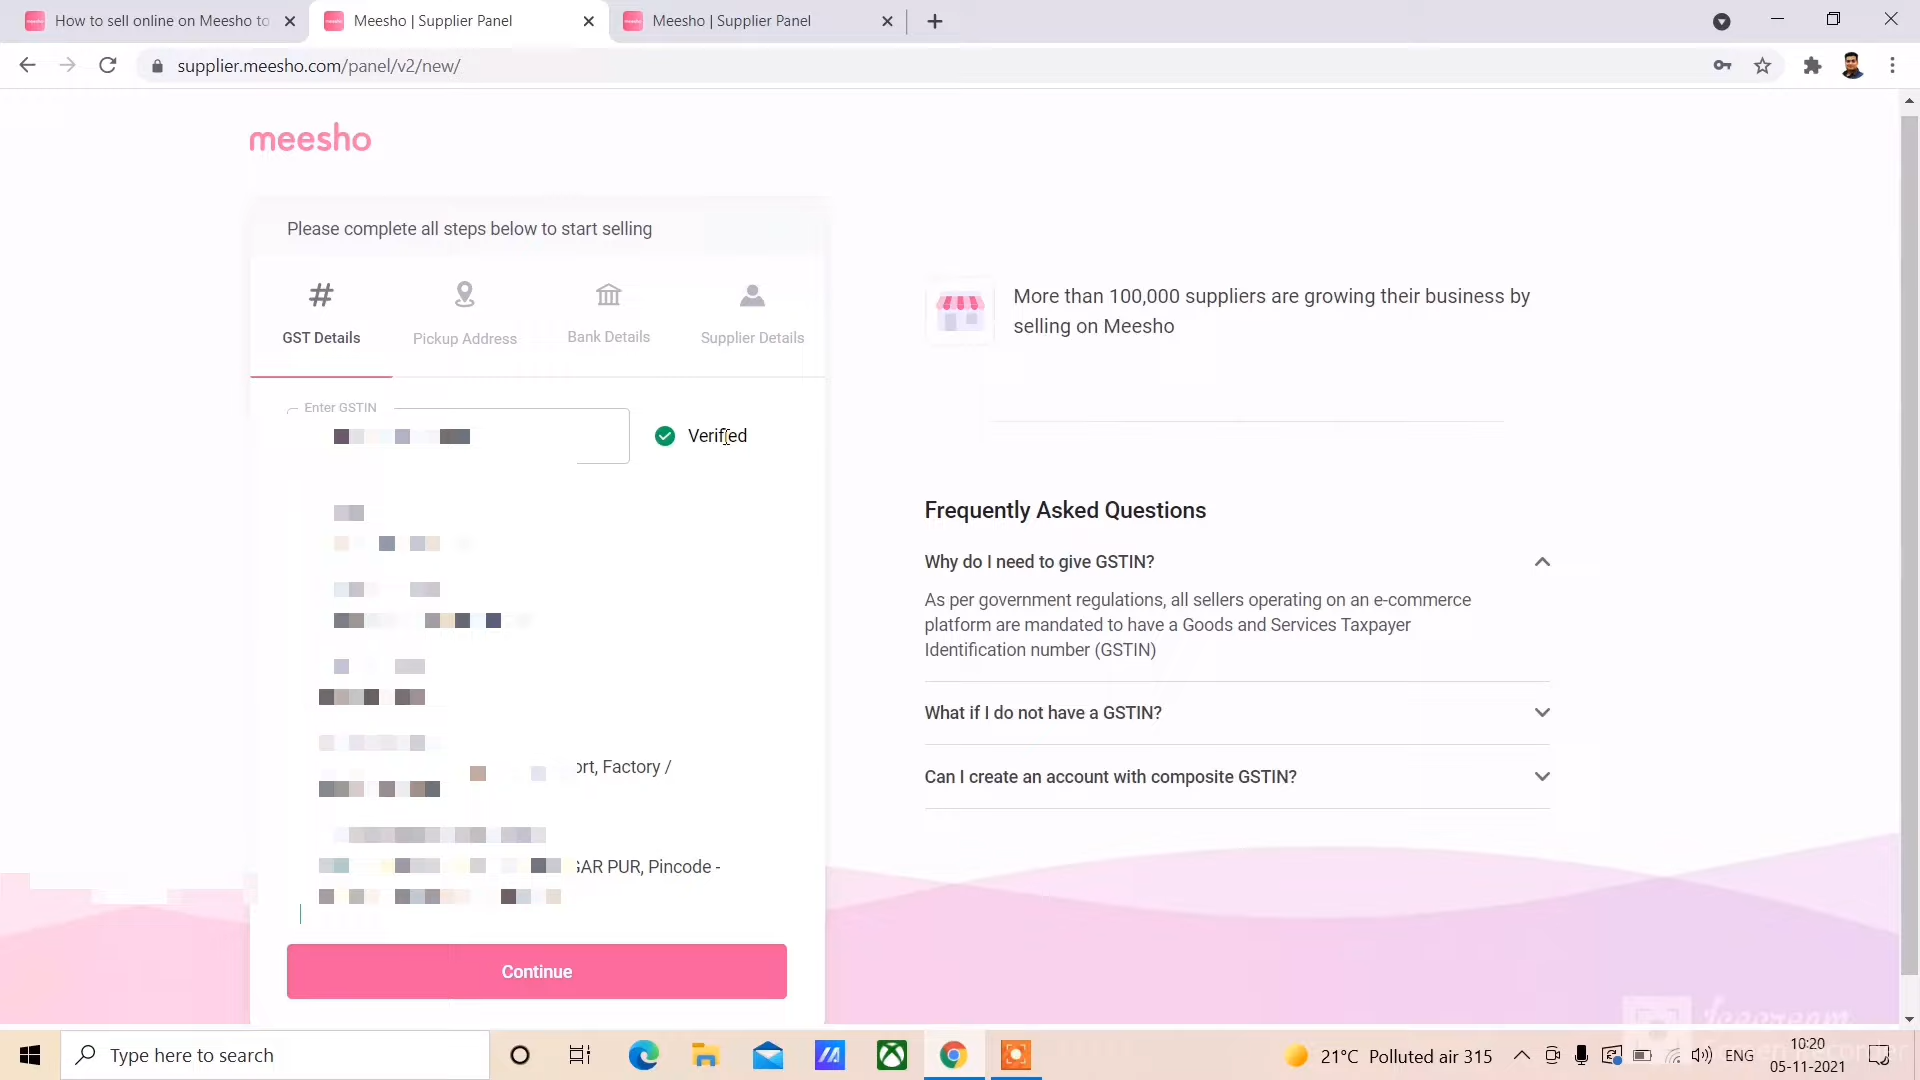 How to sell online on Meesho to
Meesho | Supplier Panel
Meesho | Supplier Panel
supplier.meesho.com/panel/v2/new/
meesho
Please complete all steps below to start selling
GST Details
Pickup Address
Bank Details
Supplier Details
Enter GSTIN
Verified
ort, Factory /
GAR PUR, Pincode -
Continue
More than 100,000 suppliers are growing their business by
selling on Meesho
Frequently Asked Questions
Why do I need to give GSTIN?
As per government regulations, all sellers operating on an e-commerce
platform are mandated to have a Goods and Services Taxpayer
Identification number (GSTIN)
What if I do not have a GSTIN?
Can I create an account with composite GSTIN?
Icecream
Screen Recorder
Type here to search
21°C Polluted air 315
ENG
10:20
05-11-2021